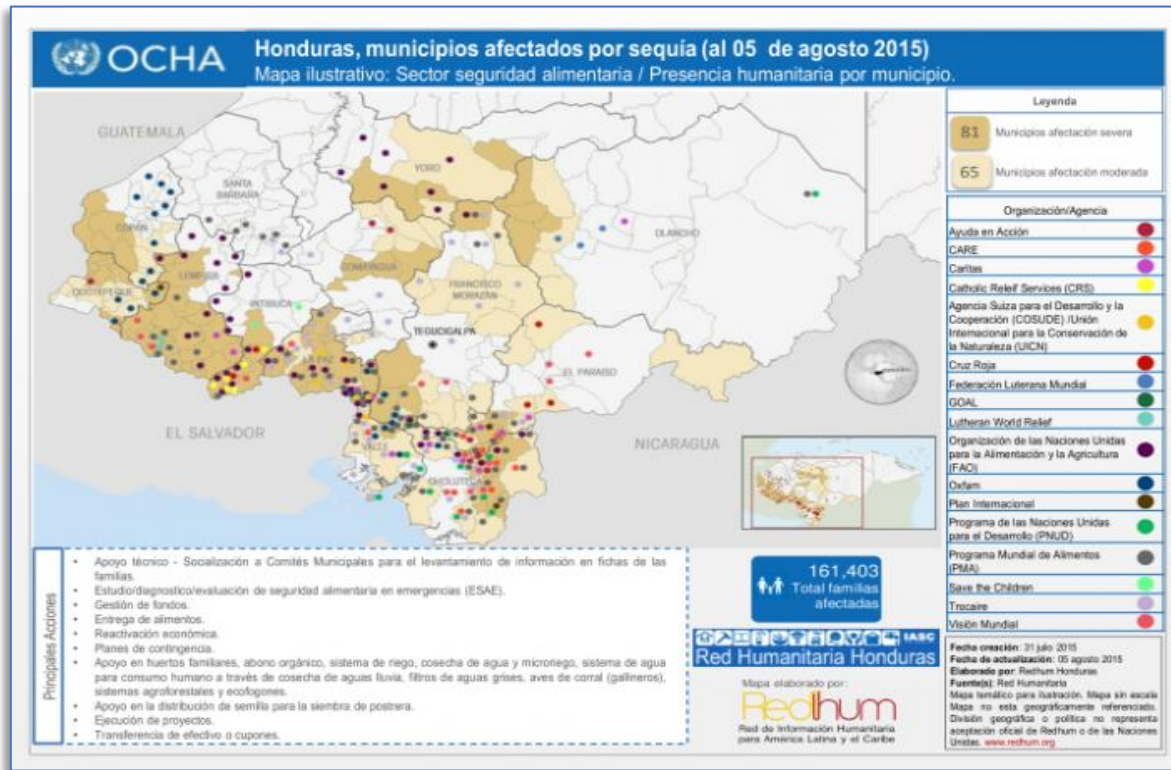 OCHA
Honduras, municipios afectados por sequía (al 05 de agosto 2015)
Mapa ilustrativo: Sector seguridad alimentaria / Presencia humanitaria por municipio.
GUATEMALA
SANTA
BARBARA
YORO
COPÁN
OLANCHO
LEMPIRA
COMAYAGUA
OCOTEPEQUE
FRANCISCO
MORAZÁN
INTIBUCÁ
TEGUCIGALPA
LA PAZ
EL PARAISO
EL SALVADOR
NICARAGUA
VALLE
CHOLUTECA
Leyenda
81 Municipios afectación severa
65 Municipios afectación moderada
Organización/Agencia
Ayuda en Acción
CARE
Caritas
Catholic Releif Services (CRS)
Agencia Suiza para el Desarrollo y la
Cooperación (COSUDE) /Unión
Internacional para la Conservación de
la Naturaleza (UICN)
Cruz Roja
Federación Luterana Mundial
GOAL
Lutheran World Relief
Organización de las Naciones Unidas
para la Alimentación y la Agricultura
(FAO)
Oxfam
Plan Internacional
Programa de las Naciones Unidas
para el Desarrollo (PNUD)
Programa Mundial de Alimentos
(PMA)
Save the Children
Trocaire
Visión Mundial
Principales Acciones
• Apoyo técnico - Socialización a Comités Municipales para el levantamiento de información en fichas de las
familias.
• Estudio/diagnostico/evaluación de seguridad alimentaria en emergencias (ESAE).
• Gestión de fondos.
• Entrega de alimentos.
• Reactivación económica.
• Planes de contingencia.
• Apoyo en huertos familiares, abono orgánico, sistema de riego, cosecha de agua y microriego, sistema de agua
para consumo humano a través de cosecha de aguas lluvia, filtros de aguas grises, aves de corral (gallineros),
sistemas agroforestales y ecofogones.
• Apoyo en la distribución de semilla para la siembra de postrera.
• Ejecución de proyectos.
• Transferencia de efectivo o cupones.
161,403
Total familias
afectadas
IASC
Red Humanitaria Honduras
Mapa elaborado por:
Redhum
Red de Información Humanitaria
para América Latina y el Caribe
Fecha creación: 31 julio 2015
Fecha de actualización: 05 agosto 2015
Elaborado por: Redhum Honduras
Fuente(s): Red Humanitaria
Mapa temático para ilustración. Mapa sin escala
Mapa no esta geográficamente referenciado.
División geográfica o política no representa
aceptación oficial de Redhum o de las Naciones
Unidas. www.redhum.org